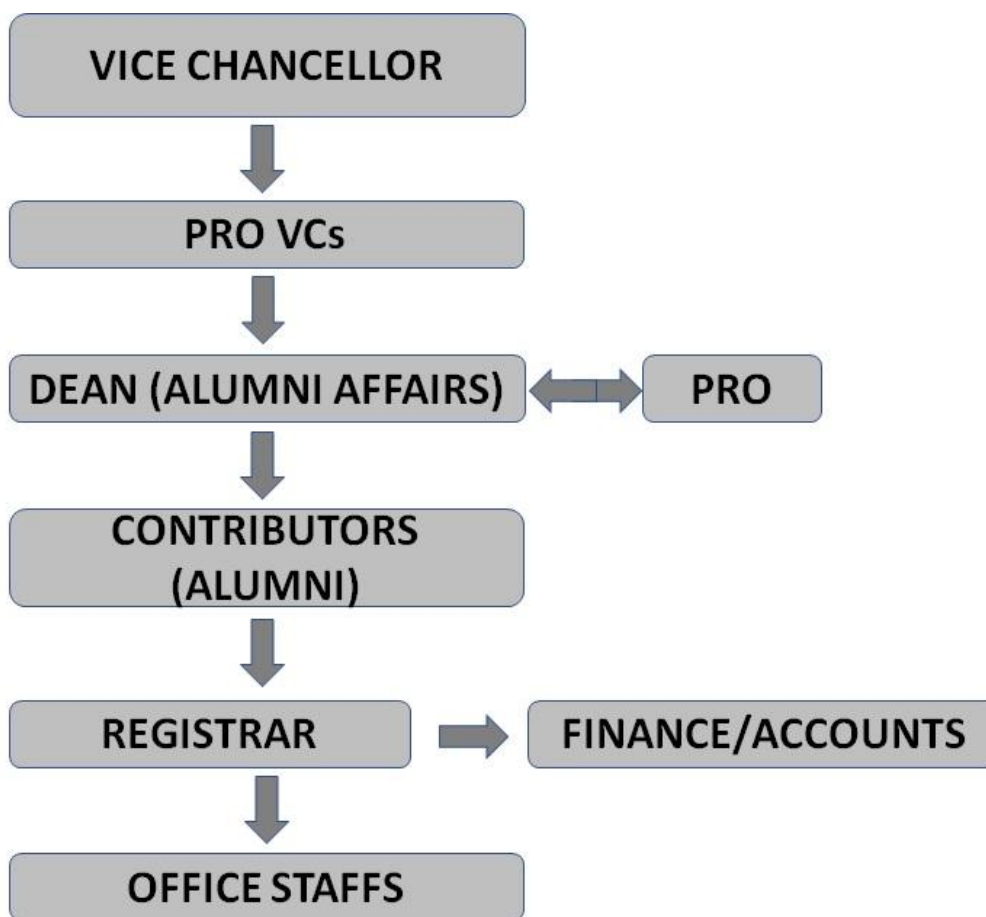 VICE CHANCELLOR
PRO VCs
DEAN (ALUMNI AFFAIRS)
PRO
CONTRIBUTORS
(ALUMNI)
REGISTRAR
FINANCE/ACCOUNTS
OFFICE STAFFS